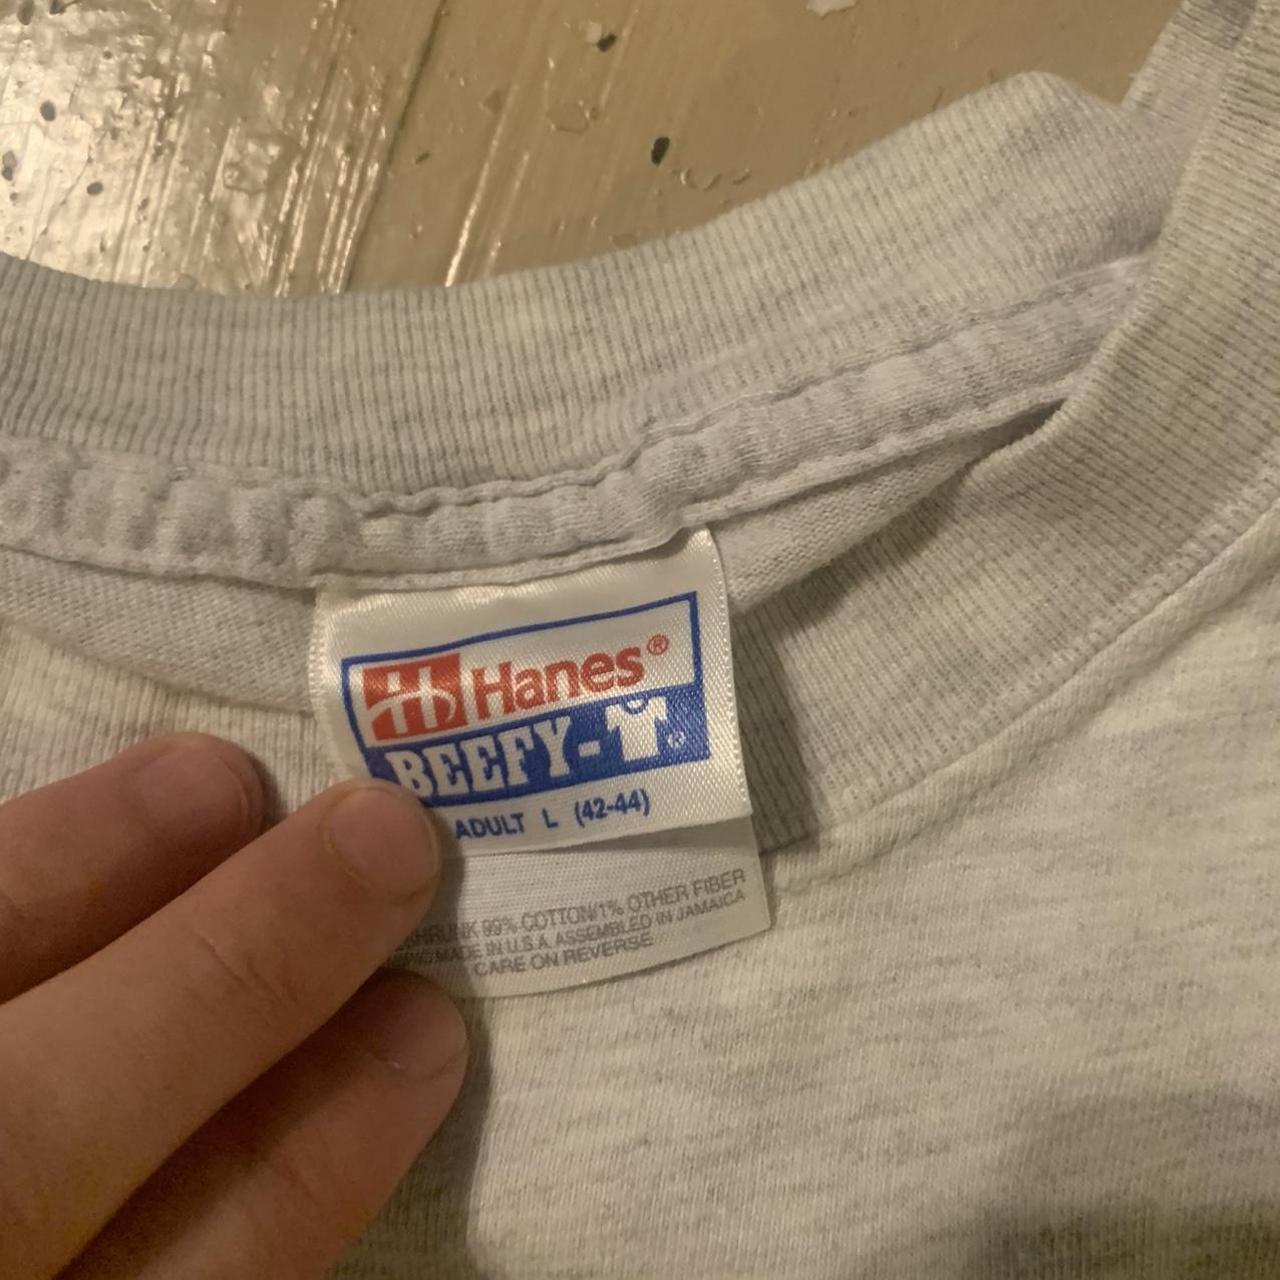 Hanes®
BEEFY-T®
ADULT L (42-44)
99% COTTON/1% OTHER FIBER
MADE IN U.S.A. ASSEMBLED IN JAMAICA
CARE ON REVERSE